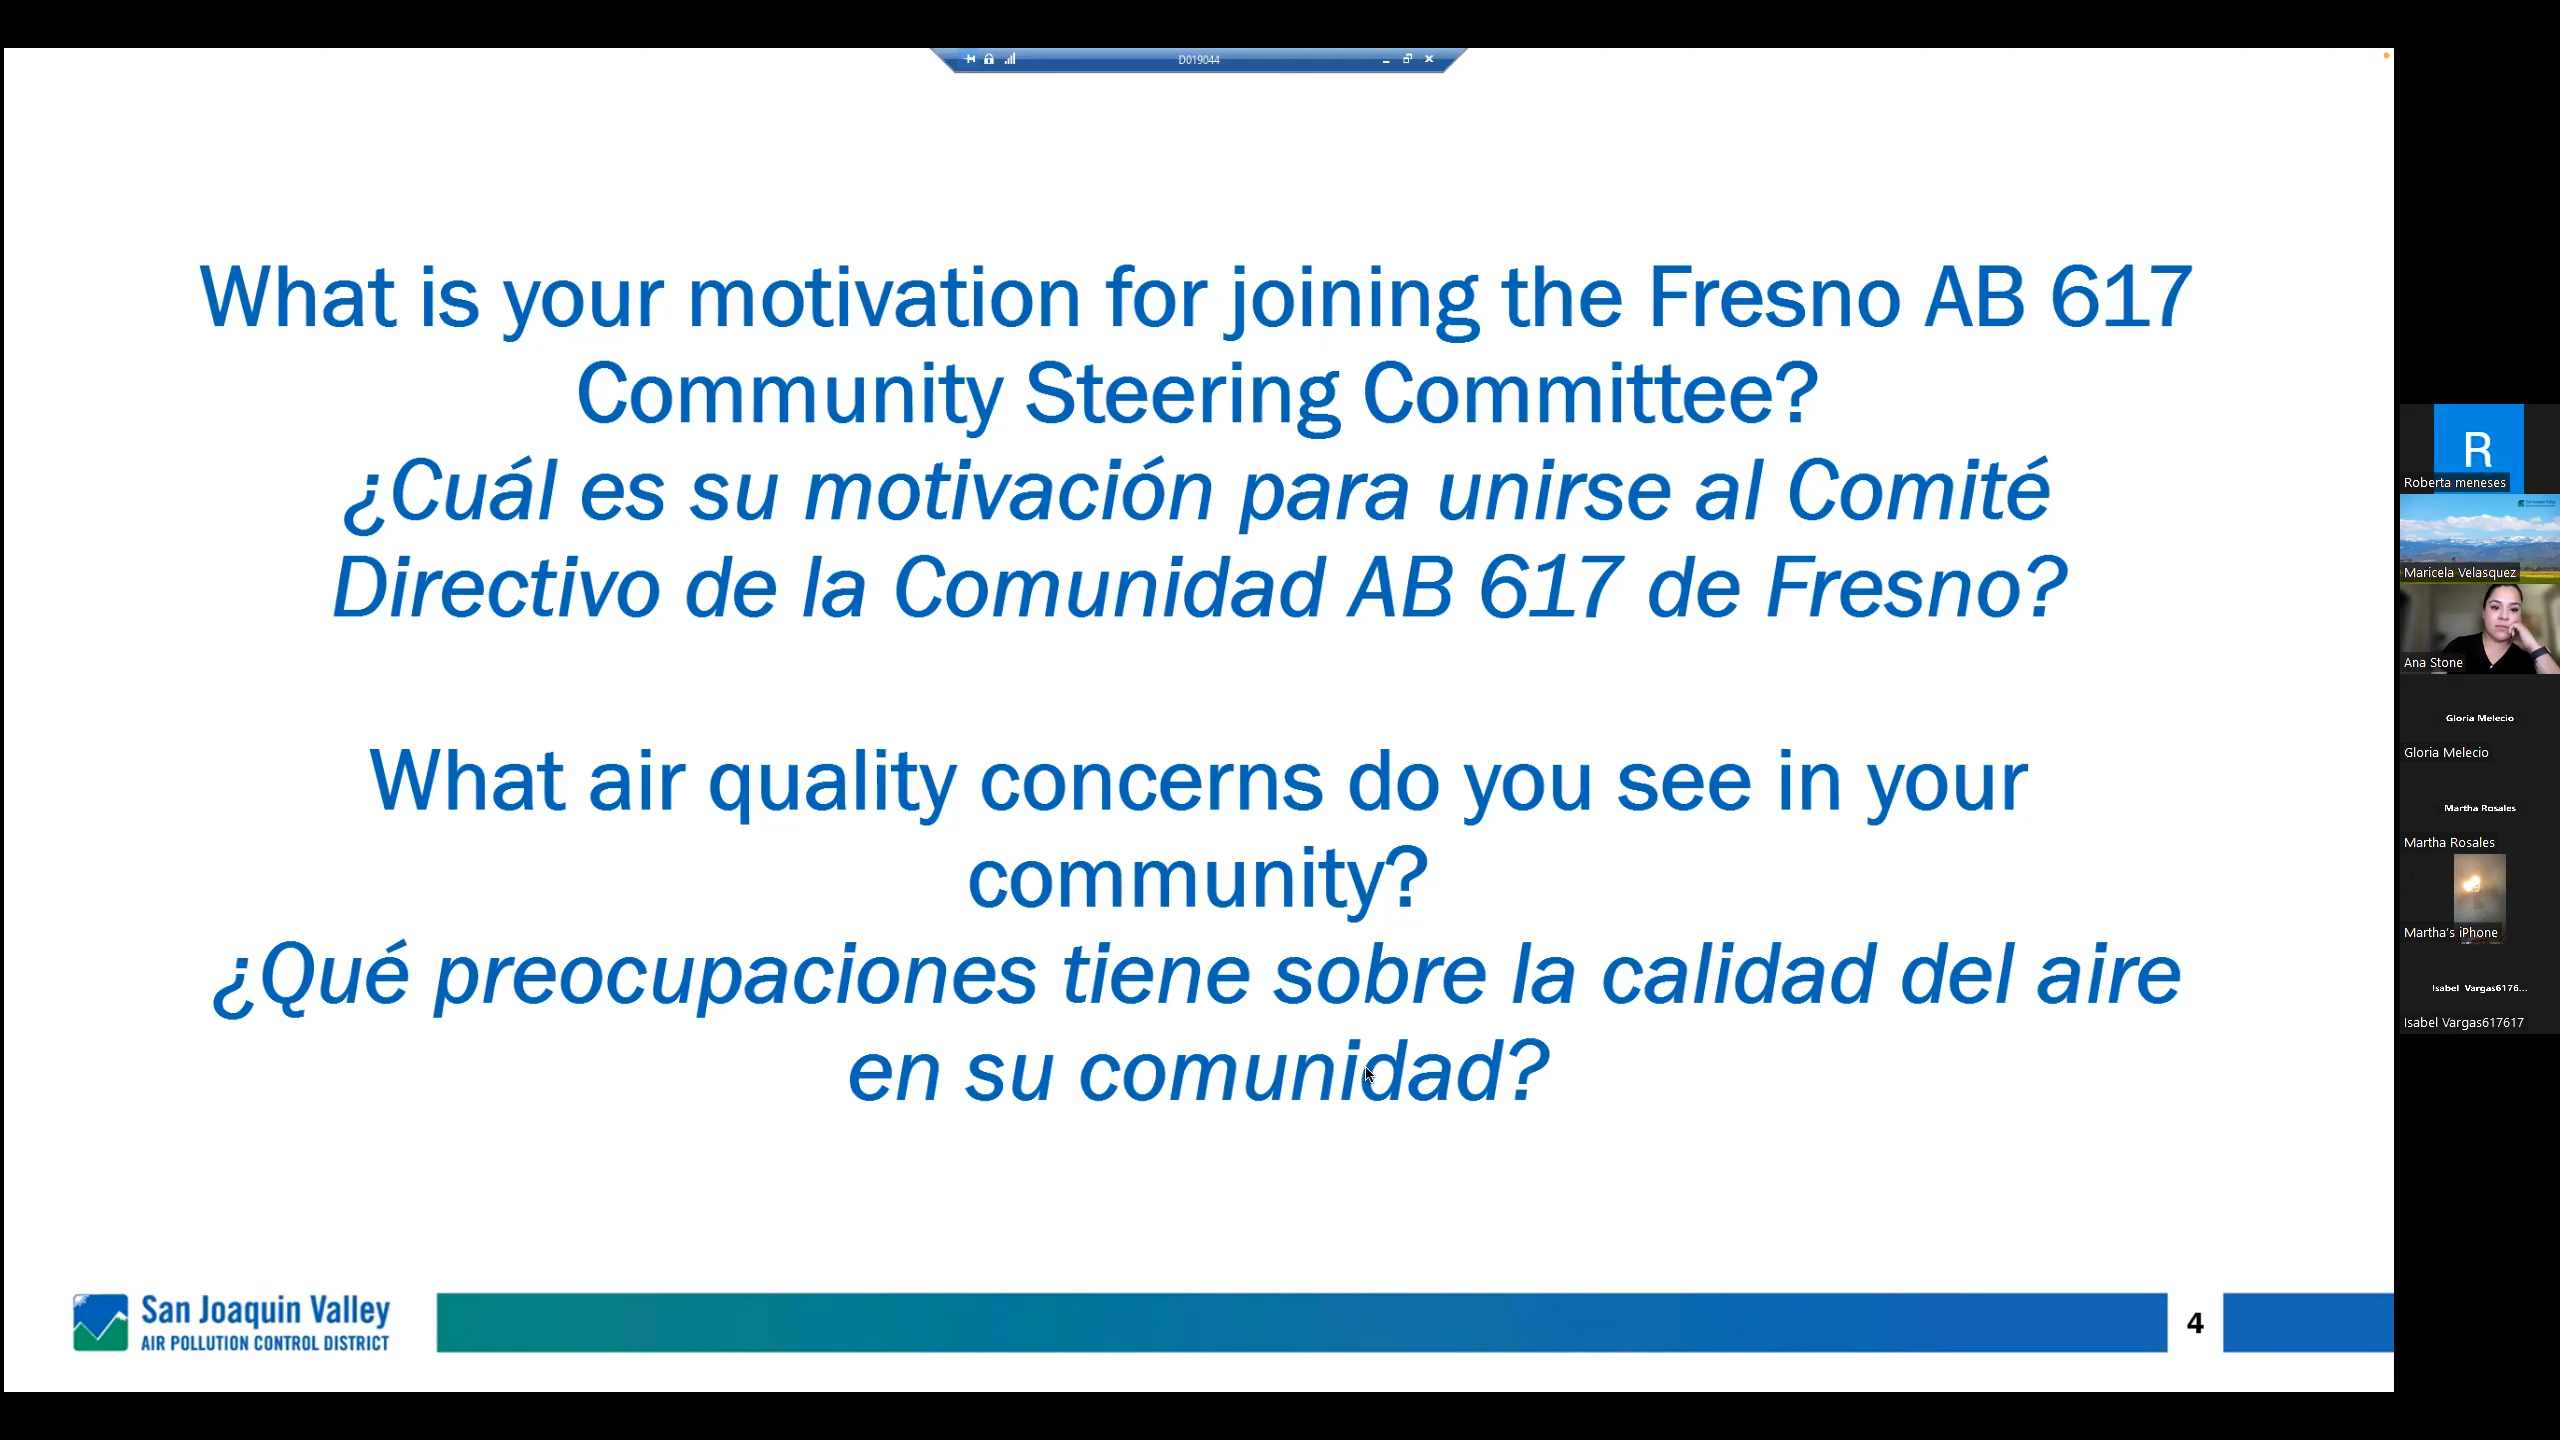 D019044
What is your motivation for joining the Fresno AB 617
Community Steering Committee?
¿Cuál es su motivación para unirse al Comité
Directivo de la Comunidad AB 617 de Fresno?
What air quality concerns do you see in your
community?
¿Qué preocupaciones tiene sobre la calidad del aire
en su comunidad?
San Joaquin Valley
AIR POLLUTION CONTROL DISTRICT
4
R
Roberta meneses
Maricela Velasquez
Ana Stone
Gloria Melecio
Gloria Melecio
Martha Rosales
Martha Rosales
Martha's iPhone
Isabel Vargas6176...
Isabel Vargas617617